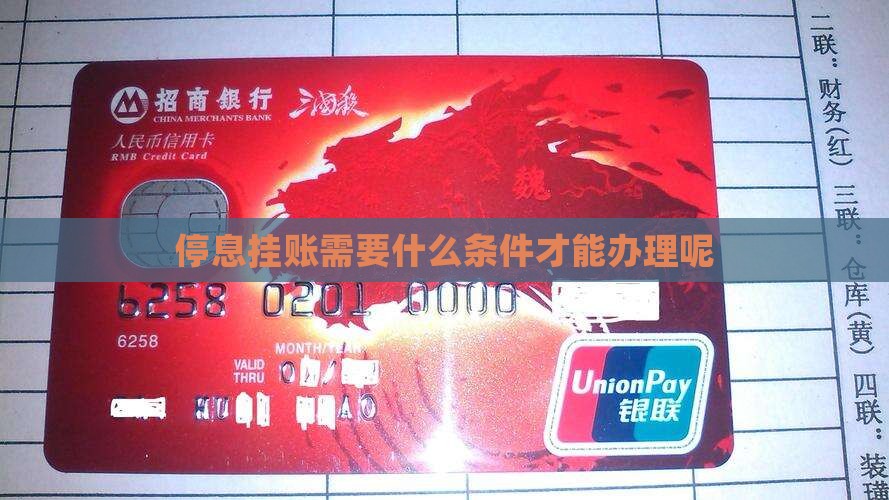 招商银行
CHINA MERCHANTS BANK
三国杀
人民币信用卡
RMB Credit Card
魏
停息挂账需要什么条件才能办理呢
6258 0201 0000
6258
MONTH/YEAR
VALID
THRU
UnionPay
银联
二联：财务(红)
三联：仓库(黄)
四联：装璜